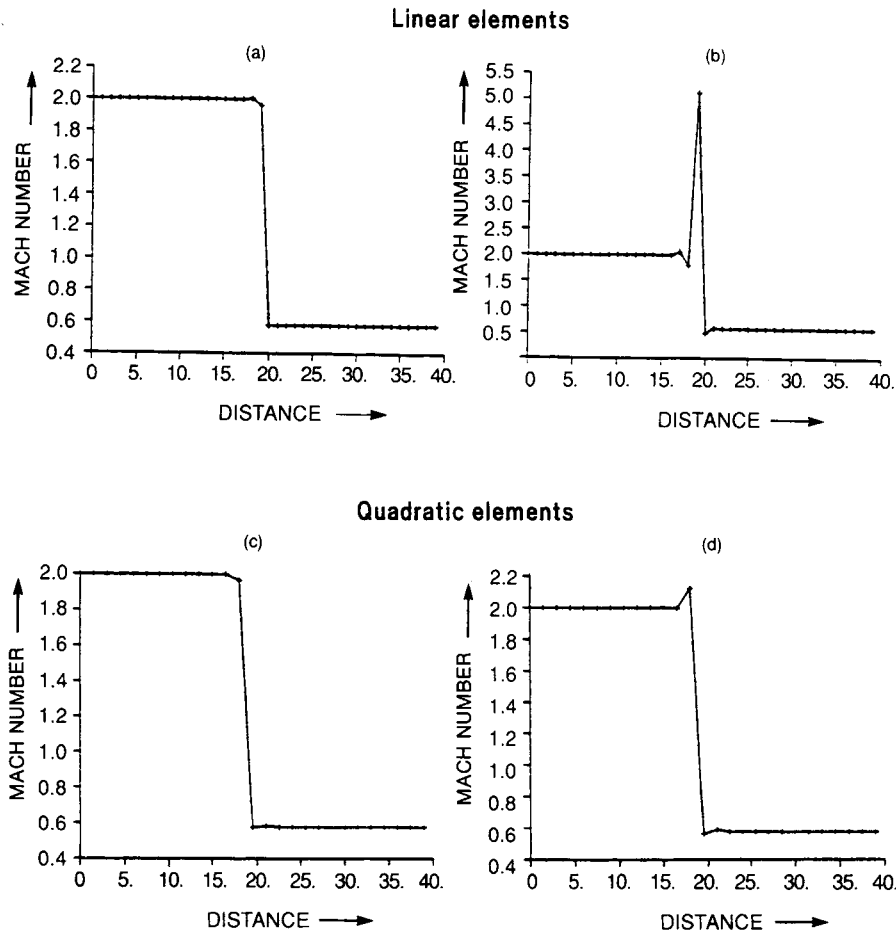 Linear elements
(a)
MACH NUMBER
2.2
2.0
1.8
1.6
1.4
1.2
1.0
0.8
0.6
0.4
0 5. 10. 15. 20. 25. 30. 35. 40.
DISTANCE
(b)
MACH NUMBER
5.5
5.0
4.5
4.0
3.5
3.0
2.5
2.0
1.5
1.0
0.5
0 5. 10. 15. 20. 25. 30. 35. 40.
DISTANCE
Quadratic elements
(c)
MACH NUMBER
2.0
1.8
1.6
1.4
1.2
1.0
0.8
0.6
0.4
0 5. 10. 15. 20. 25. 30. 35. 40.
DISTANCE
(d)
MACH NUMBER
2.2
2.0
1.8
1.6
1.4
1.2
1.0
0.8
0.6
0.4
0 5. 10. 15. 20. 25. 30. 35. 40.
DISTANCE